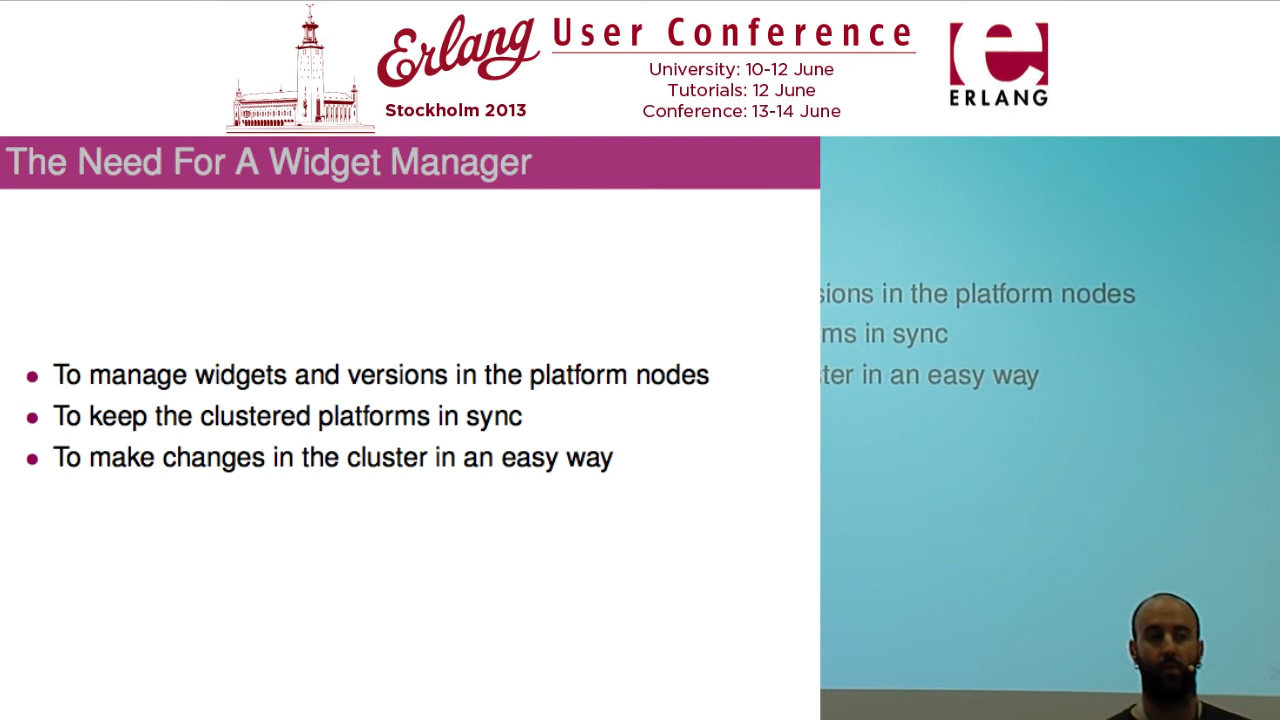 Erlang User Conference
Stockholm 2013
University: 10-12 June
Tutorials: 12 June
Conference: 13-14 June
ERLANG
The Need For A Widget Manager
To manage widgets and versions in the platform nodes
To keep the clustered platforms in sync
To make changes in the cluster in an easy way
sions in the platform nodes
ms in sync
ter in an easy way